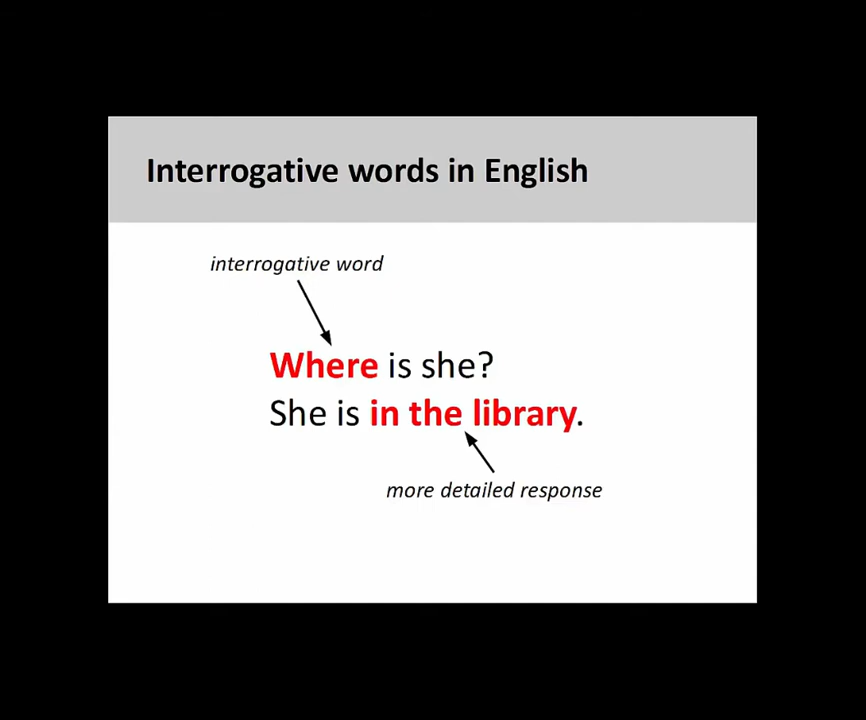 Interrogative words in English
interrogative word
Where is she?
She is in the library.
more detailed response